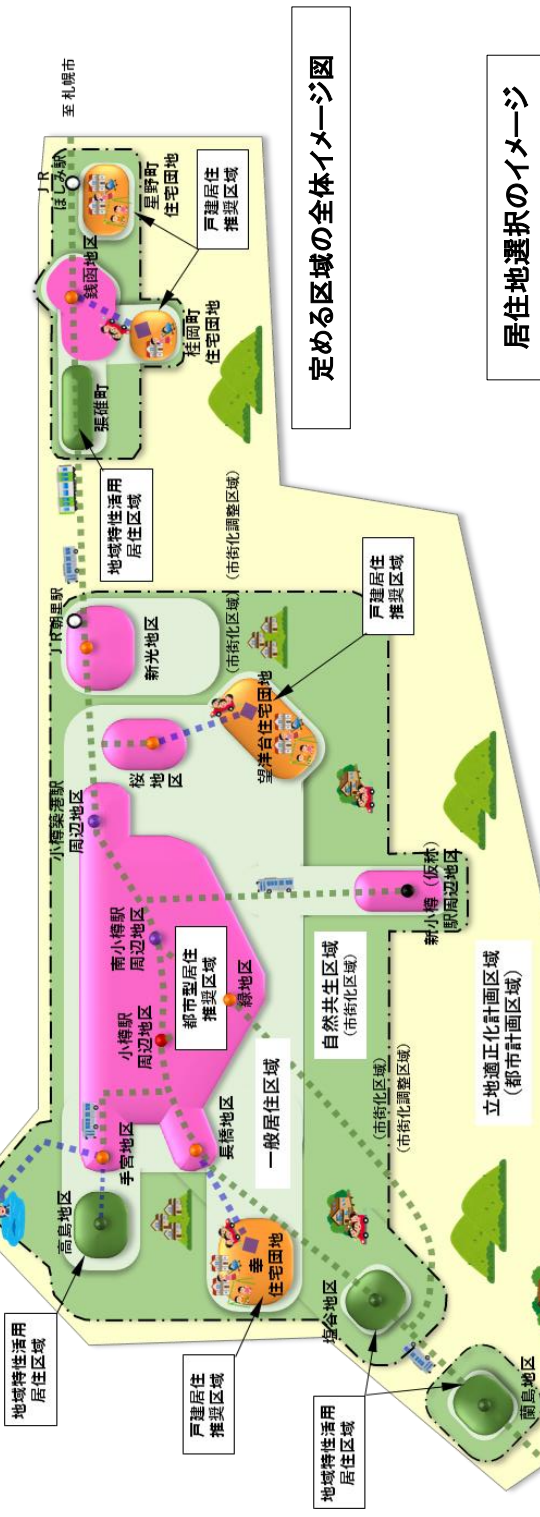 定める区域の全体イメージ図
居住地選択のイメージ
至 札幌市
JR
ほしみ駅
星野町
住宅団地
戸建居住
推奨区域
銭函地区
桂岡町
住宅団地
張碓町
地域特性活用
居住区域
JR朝里駅
新光地区
(市街化区域)
(市街化調整区域)
戸建居住
推奨区域
望洋台住宅団地
桜
地
区
小樽築港駅
周辺地区
南小樽駅
周辺地区
都市型居住
推奨区域
小樽駅
周辺地区
緑地区
新小樽（仮称）
駅周辺地区
自然共生区域
(市街化区域)
一般居住区域
手宮地区
長橋地区
高島地区
地域特性活用
居住区域
幸
住宅団地
戸建居住
推奨区域
(市街化区域)
(市街化調整区域)
立地適正化計画区域
(都市計画区域)
塩谷地区
地域特性活用
居住区域
蘭島地区